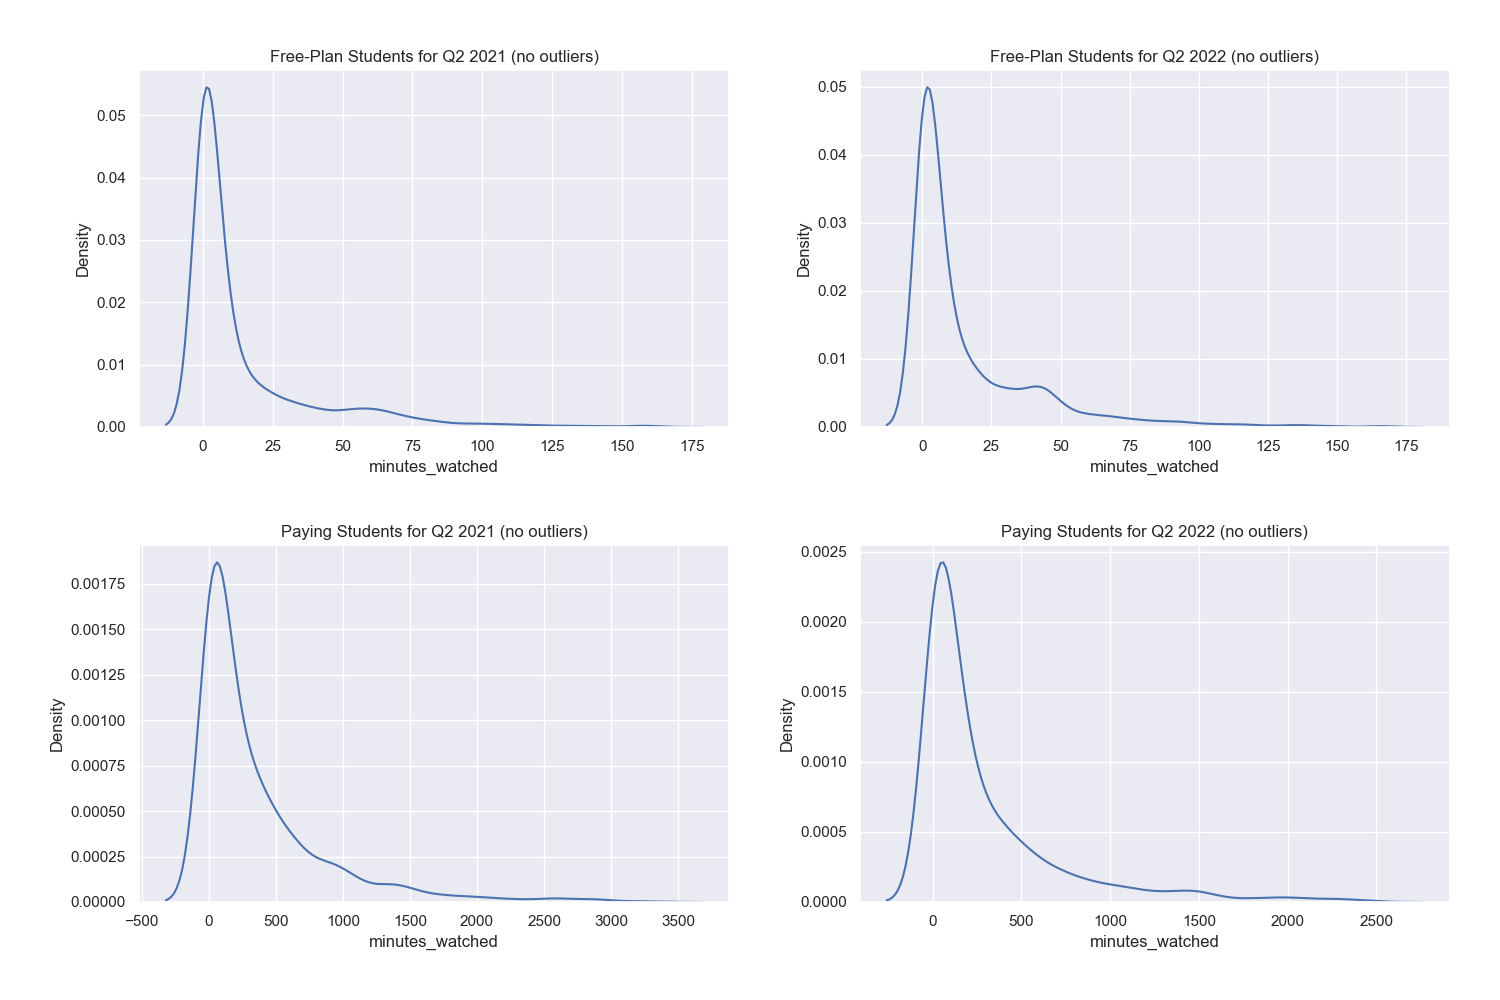 Free-Plan Students for Q2 2021 (no outliers)
0.05
0.04
0.03
0.02
0.01
0.00
Density
0 25 50 75 100 125 150 175
minutes_watched
Free-Plan Students for Q2 2022 (no outliers)
0.05
0.04
0.03
0.02
0.01
0.00
Density
0 25 50 75 100 125 150 175
minutes_watched
Paying Students for Q2 2021 (no outliers)
0.00175
0.00150
0.00125
0.00100
0.00075
0.00050
0.00025
0.00000
Density
−500 0 500 1000 1500 2000 2500 3000 3500
minutes_watched
Paying Students for Q2 2022 (no outliers)
0.0025
0.0020
0.0015
0.0010
0.0005
0.0000
Density
0 500 1000 1500 2000 2500
minutes_watched